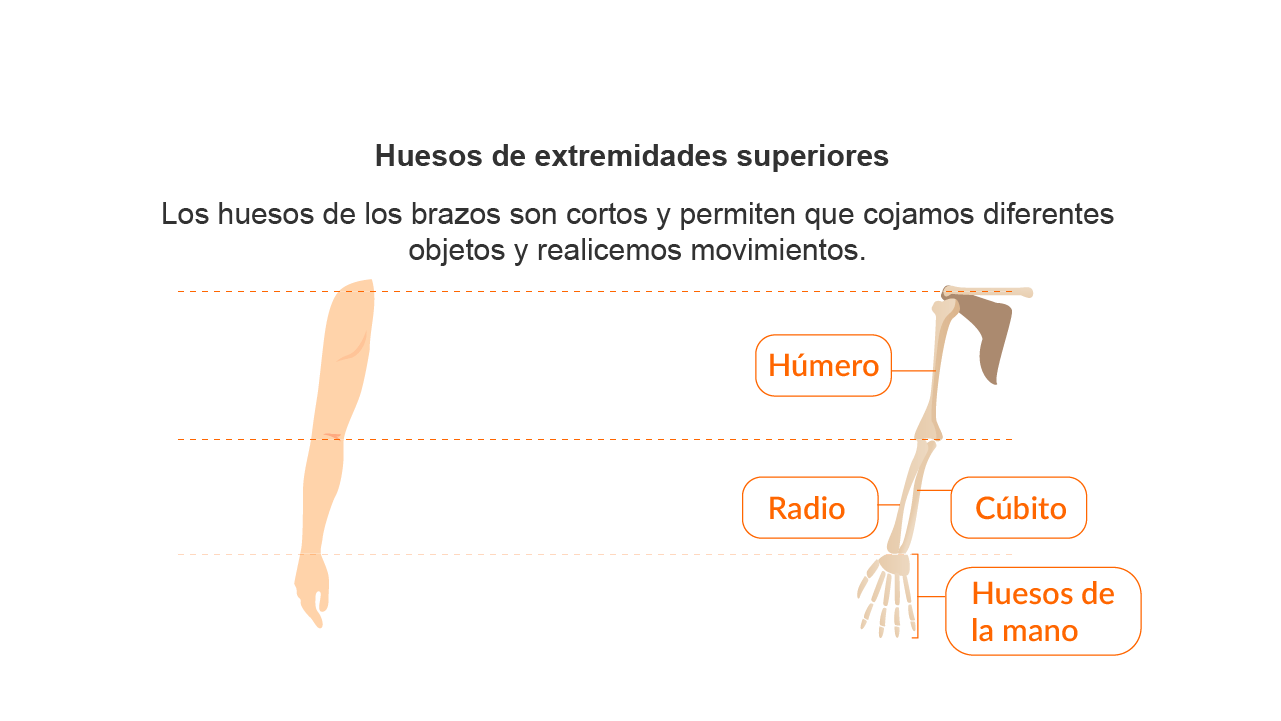 Huesos de extremidades superiores
Los huesos de los brazos son cortos y permiten que cojamos diferentes
objetos y realicemos movimientos.
Húmero
Radio
Cúbito
Huesos de
la mano